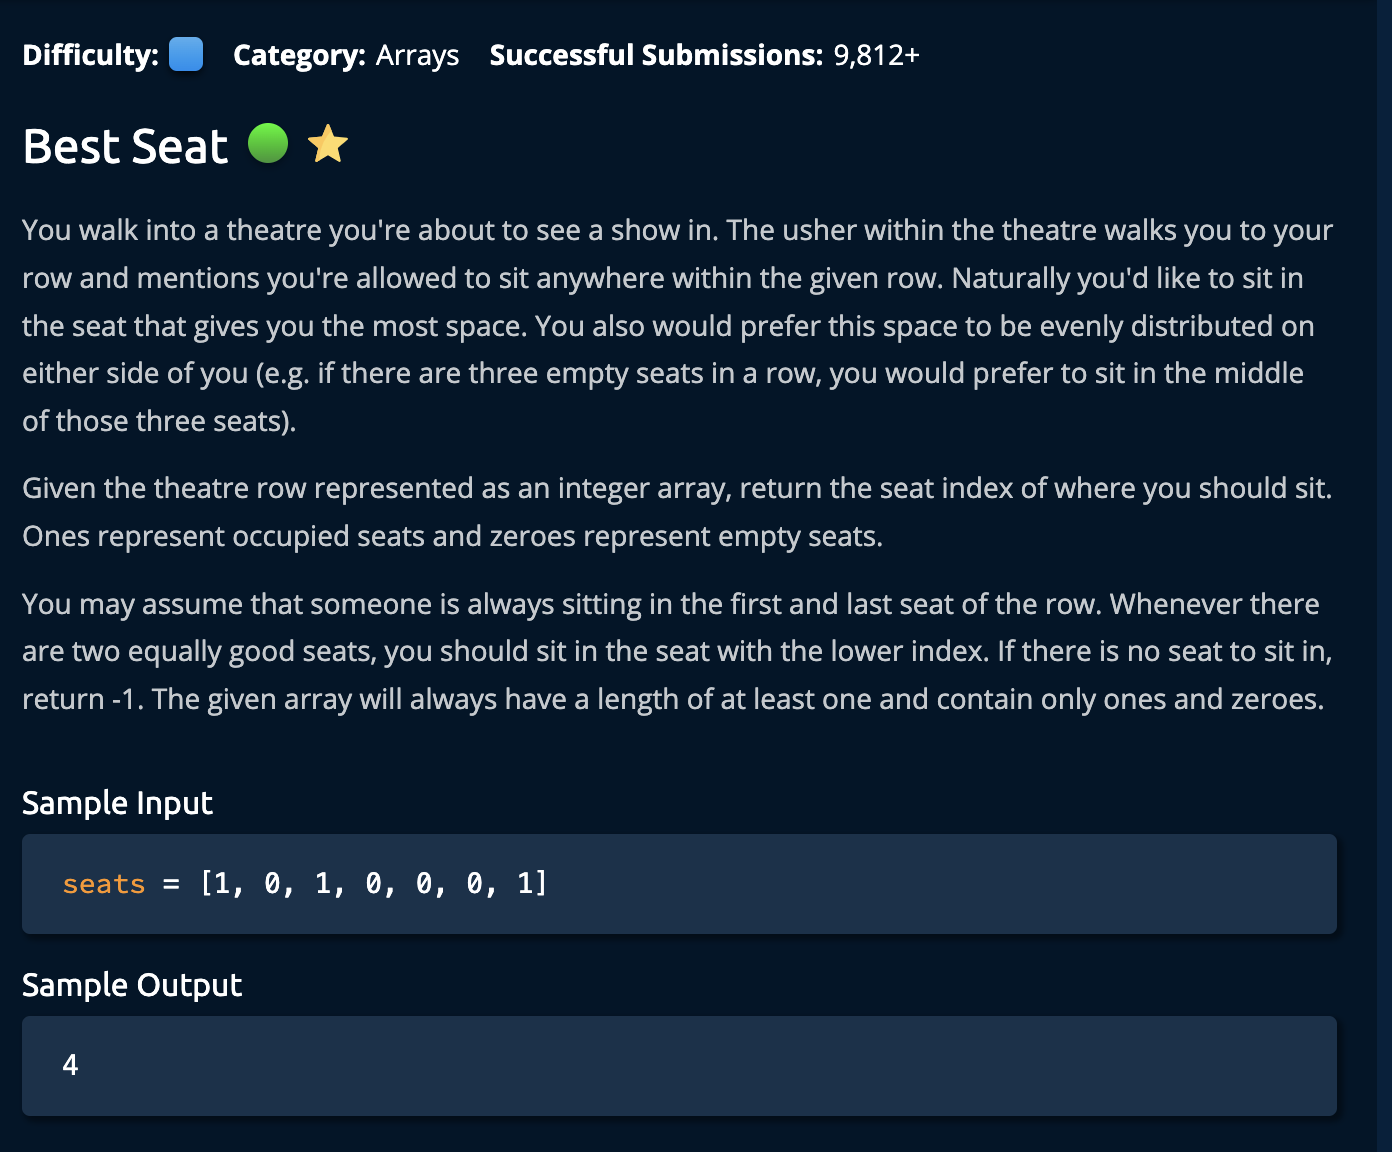 Difficulty: Category: Arrays Successful Submissions: 9,812+
Best Seat
You walk into a theatre you're about to see a show in. The usher within the theatre walks you to your
row and mentions you're allowed to sit anywhere within the given row. Naturally you'd like to sit in
the seat that gives you the most space. You also would prefer this space to be evenly distributed on
either side of you (e.g. if there are three empty seats in a row, you would prefer to sit in the middle
of those three seats).
Given the theatre row represented as an integer array, return the seat index of where you should sit.
Ones represent occupied seats and zeroes represent empty seats.
You may assume that someone is always sitting in the first and last seat of the row. Whenever there
are two equally good seats, you should sit in the seat with the lower index. If there is no seat to sit in,
return -1. The given array will always have a length of at least one and contain only ones and zeroes.
Sample Input
seats = [1, 0, 1, 0, 0, 0, 1]
Sample Output
4